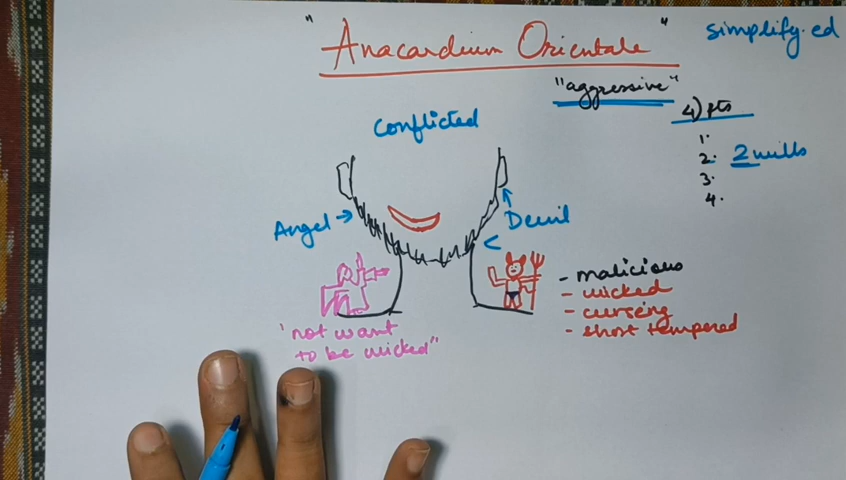 "Anacardium Orientale"
simplify.ed
"aggressive"
4) pts
1.
2. 2 wills
3.
4.
Conflicted
Angel →
Devil
- malicious
- wicked
- cursing
- short tempered
"not want
to be wicked"